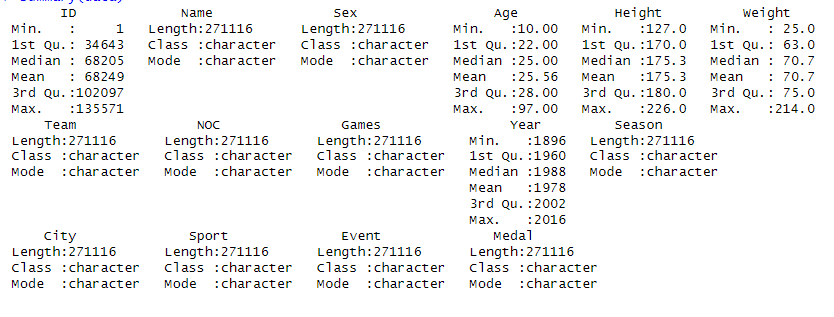 summary(data)
      ID             Name               Sex                 Age            Height          Weight
Min.   :     1   Length:271116      Length:271116      Min.   :10.00   Min.   :127.0   Min.   : 25.0
1st Qu.: 34643   Class :character   Class :character   1st Qu.:22.00   1st Qu.:170.0   1st Qu.: 63.0
Median : 68205   Mode  :character   Mode  :character   Median :25.00   Median :175.3   Median : 70.7
Mean   : 68249                                         Mean   :25.56   Mean   :175.3   Mean   : 70.7
3rd Qu.:102097                                         3rd Qu.:28.00   3rd Qu.:180.0   3rd Qu.: 75.0
Max.   :135571                                         Max.   :97.00   Max.   :226.0   Max.   :214.0
    Team               NOC               Games                Year         Season
Length:271116      Length:271116      Length:271116      Min.   :1896   Length:271116
Class :character   Class :character   Class :character   1st Qu.:1960   Class :character
Mode  :character   Mode  :character   Mode  :character   Median :1988   Mode  :character
                                                         Mean   :1978
                                                         3rd Qu.:2002
                                                         Max.   :2016
    City              Sport              Event              Medal
Length:271116      Length:271116      Length:271116      Length:271116
Class :character   Class :character   Class :character   Class :character
Mode  :character   Mode  :character   Mode  :character   Mode  :character